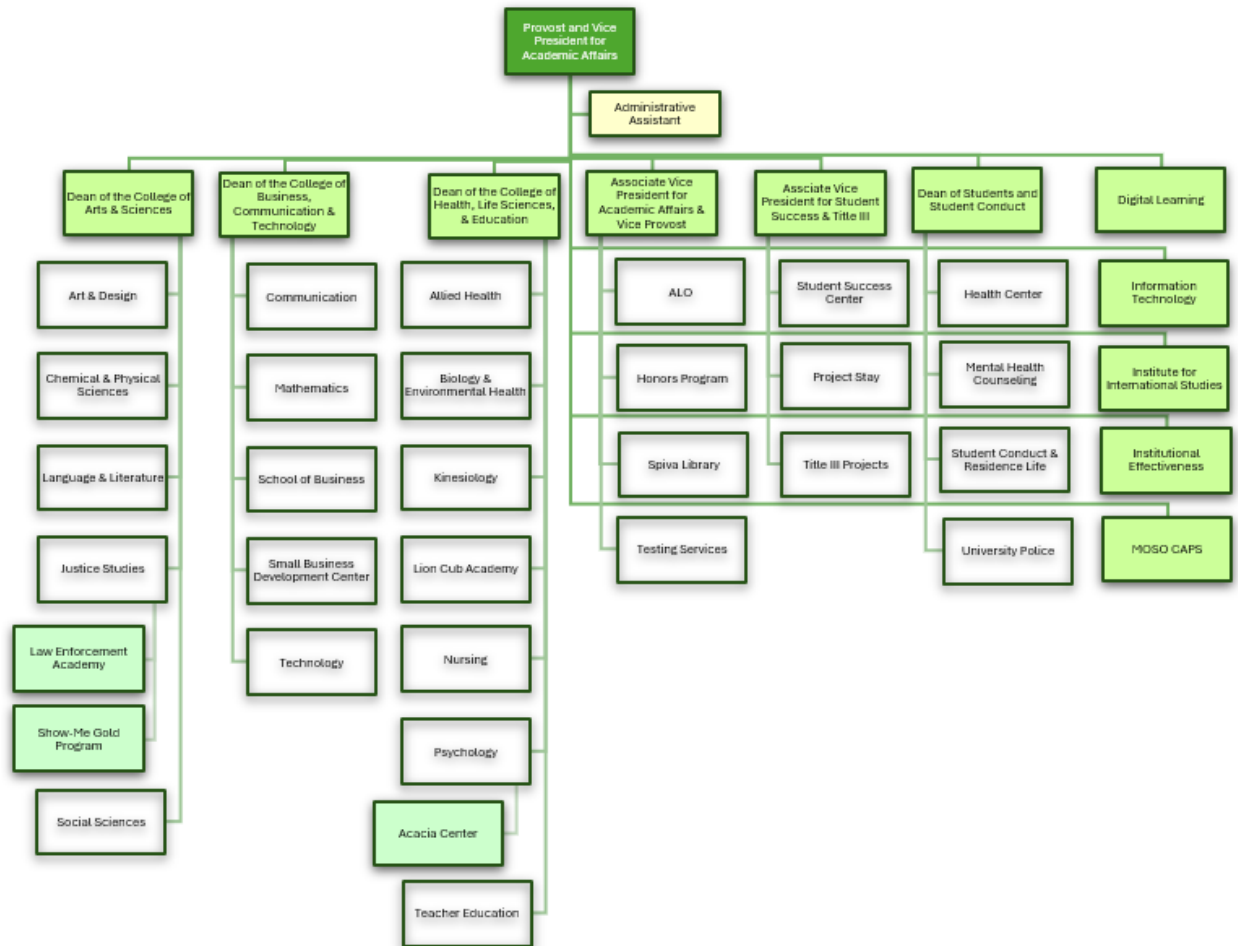 Provost and Vice
President for
Academic Affairs
Administrative
Assistant
Dean of the College of
Arts & Sciences
Dean of the College of
Business,
Communication &
Technology
Dean of the College of
Health, Life Sciences,
& Education
Associate Vice
President for
Academic Affairs &
Vice Provost
Assciate Vice
President for Student
Success & Title III
Dean of Students and
Student Conduct
Digital Learning
Art & Design
Chemical & Physical
Sciences
Language & Literature
Justice Studies
Law Enforcement
Academy
Show-Me Gold
Program
Social Sciences
Communication
Mathematics
School of Business
Small Business
Development Center
Technology
Allied Health
Biology &
Environmental Health
Kinesiology
Lion Cub Academy
Nursing
Psychology
Acacia Center
Teacher Education
ALO
Honors Program
Spiva Library
Testing Services
Student Success
Center
Project Stay
Title III Projects
Health Center
Mental Health
Counseling
Student Conduct &
Residence Life
University Police
Information
Technology
Institute for
International Studies
Institutional
Effectiveness
MOSO CAPS